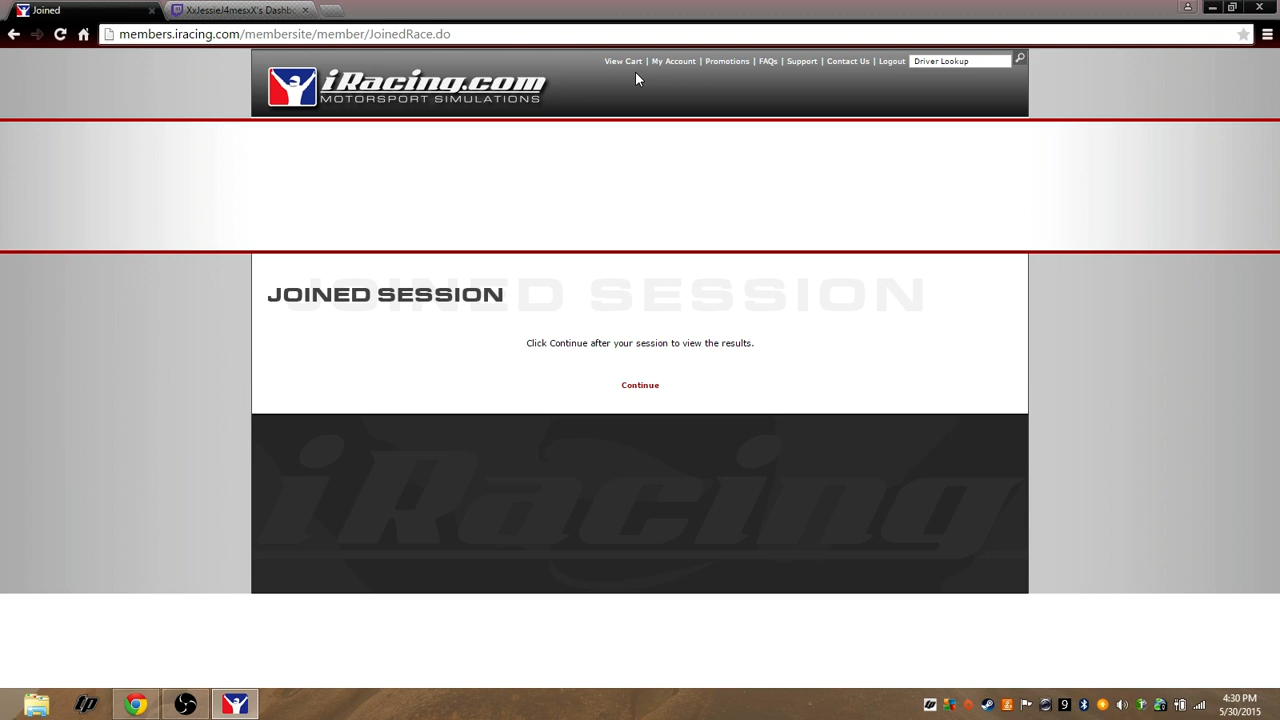 Joined
XxJessieJ4mesxX's Dashbo
members.iracing.com/membersite/member/JoinedRace.do
View Cart | My Account | Promotions | FAQs | Support | Contact Us | Logout
Driver Lookup
iRacing.com
MOTORSPORT SIMULATIONS
JOINED SESSION
JOINED SESSION
Click Continue after your session to view the results.
Continue
iRacing
9
4:30 PM
5/30/2015